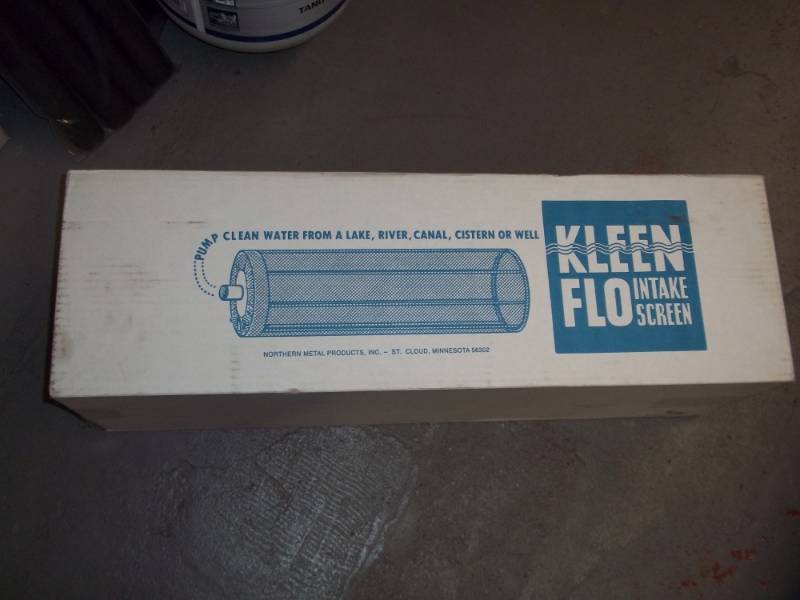 PUMP CLEAN WATER FROM A LAKE, RIVER, CANAL, CISTERN OR WELL
KLEEN
FLO INTAKE
SCREEN
NORTHERN METAL PRODUCTS, INC. – ST. CLOUD, MINNESOTA 56302